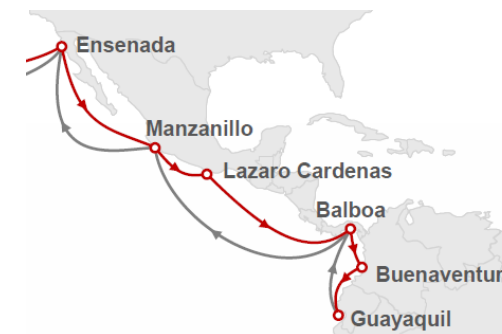 Ensenada
Manzanillo
Lazaro Cardenas
Balboa
Buenaventur
Guayaquil